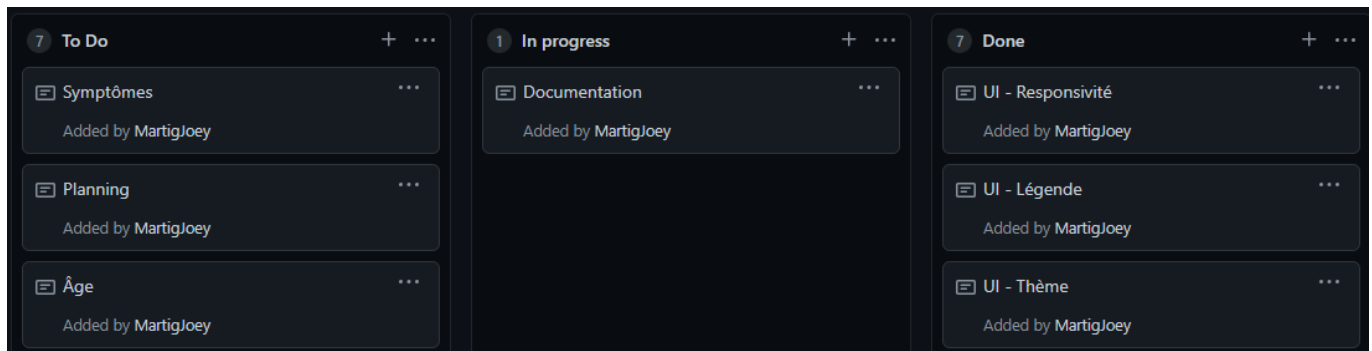 7 To Do
Symptômes
Added by MartigJoey
Planning
Added by MartigJoey
Âge
Added by MartigJoey
1 In progress
Documentation
Added by MartigJoey
7 Done
UI - Responsivité
Added by MartigJoey
UI - Légende
Added by MartigJoey
UI - Thème
Added by MartigJoey